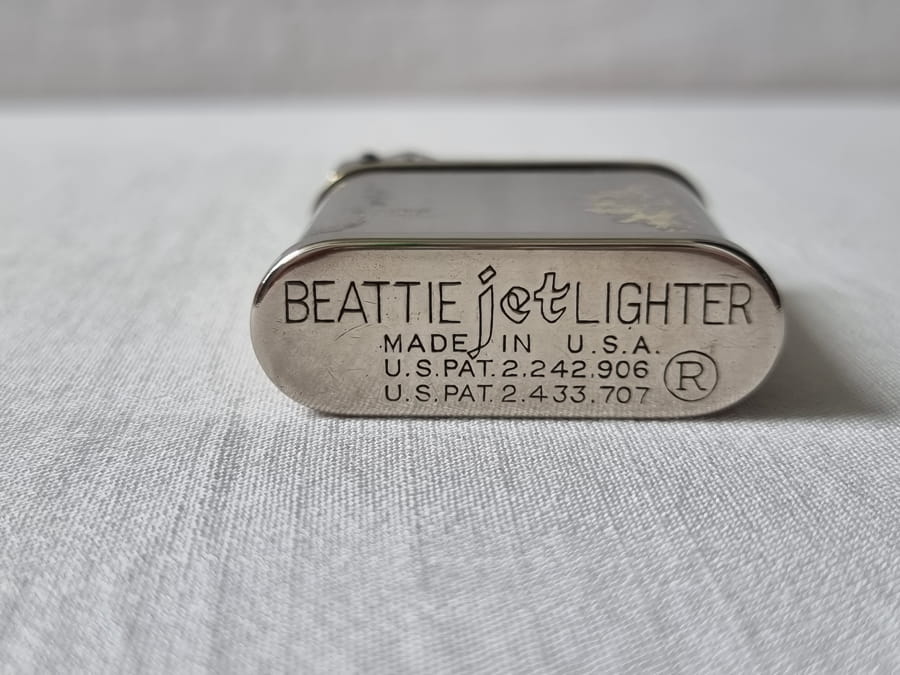 BEATTIE jet LIGHTER
MADE IN U.S.A.
U.S.PAT.2.242.906
U.S.PAT.2.433.707
®